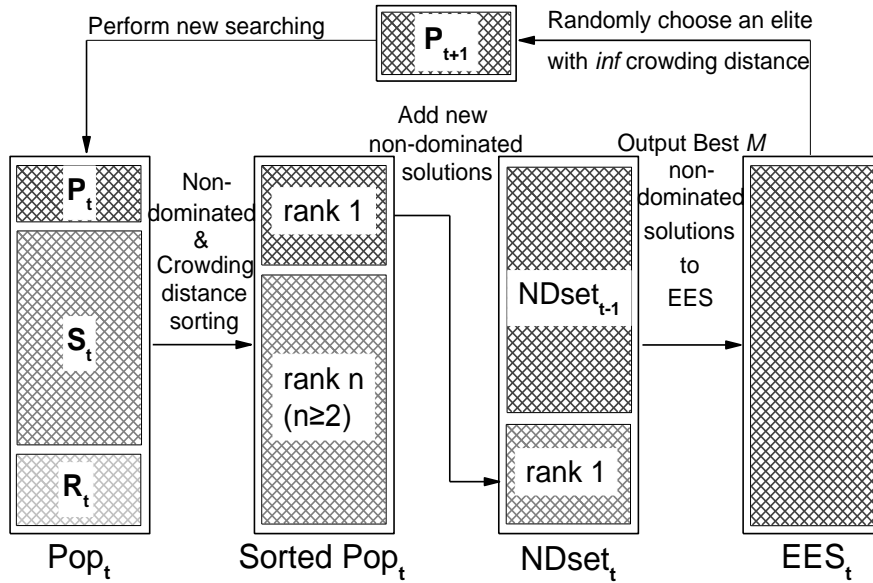 Perform new searching
P_{t+1}
Randomly choose an elite
with inf crowding distance
P_t
S_t
R_t
Pop_t
Non-
dominated
&
Crowding
distance
sorting
rank 1
rank n
(n≥2)
Sorted Pop_t
Add new
non-dominated
solutions
NDset_{t-1}
rank 1
NDset_t
Output Best M
non-
dominated
solutions
to
EES
EES_t